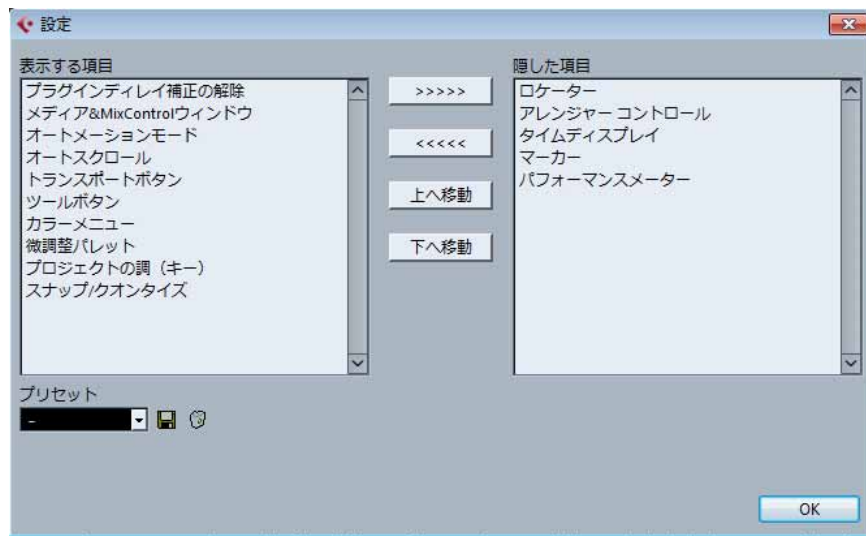 設定
表示する項目
プラグインディレイ補正の解除
メディア&MixControlウィンドウ
オートメーションモード
オートスクロール
トランスポートボタン
ツールボタン
カラーメニュー
微調整パレット
プロジェクトの調（キー）
スナップ/クオンタイズ
>>>>>
<<<<<
上へ移動
下へ移動
隠した項目
ロケーター
アレンジャー コントロール
タイムディスプレイ
マーカー
パフォーマンスメーター
プリセット
-
OK